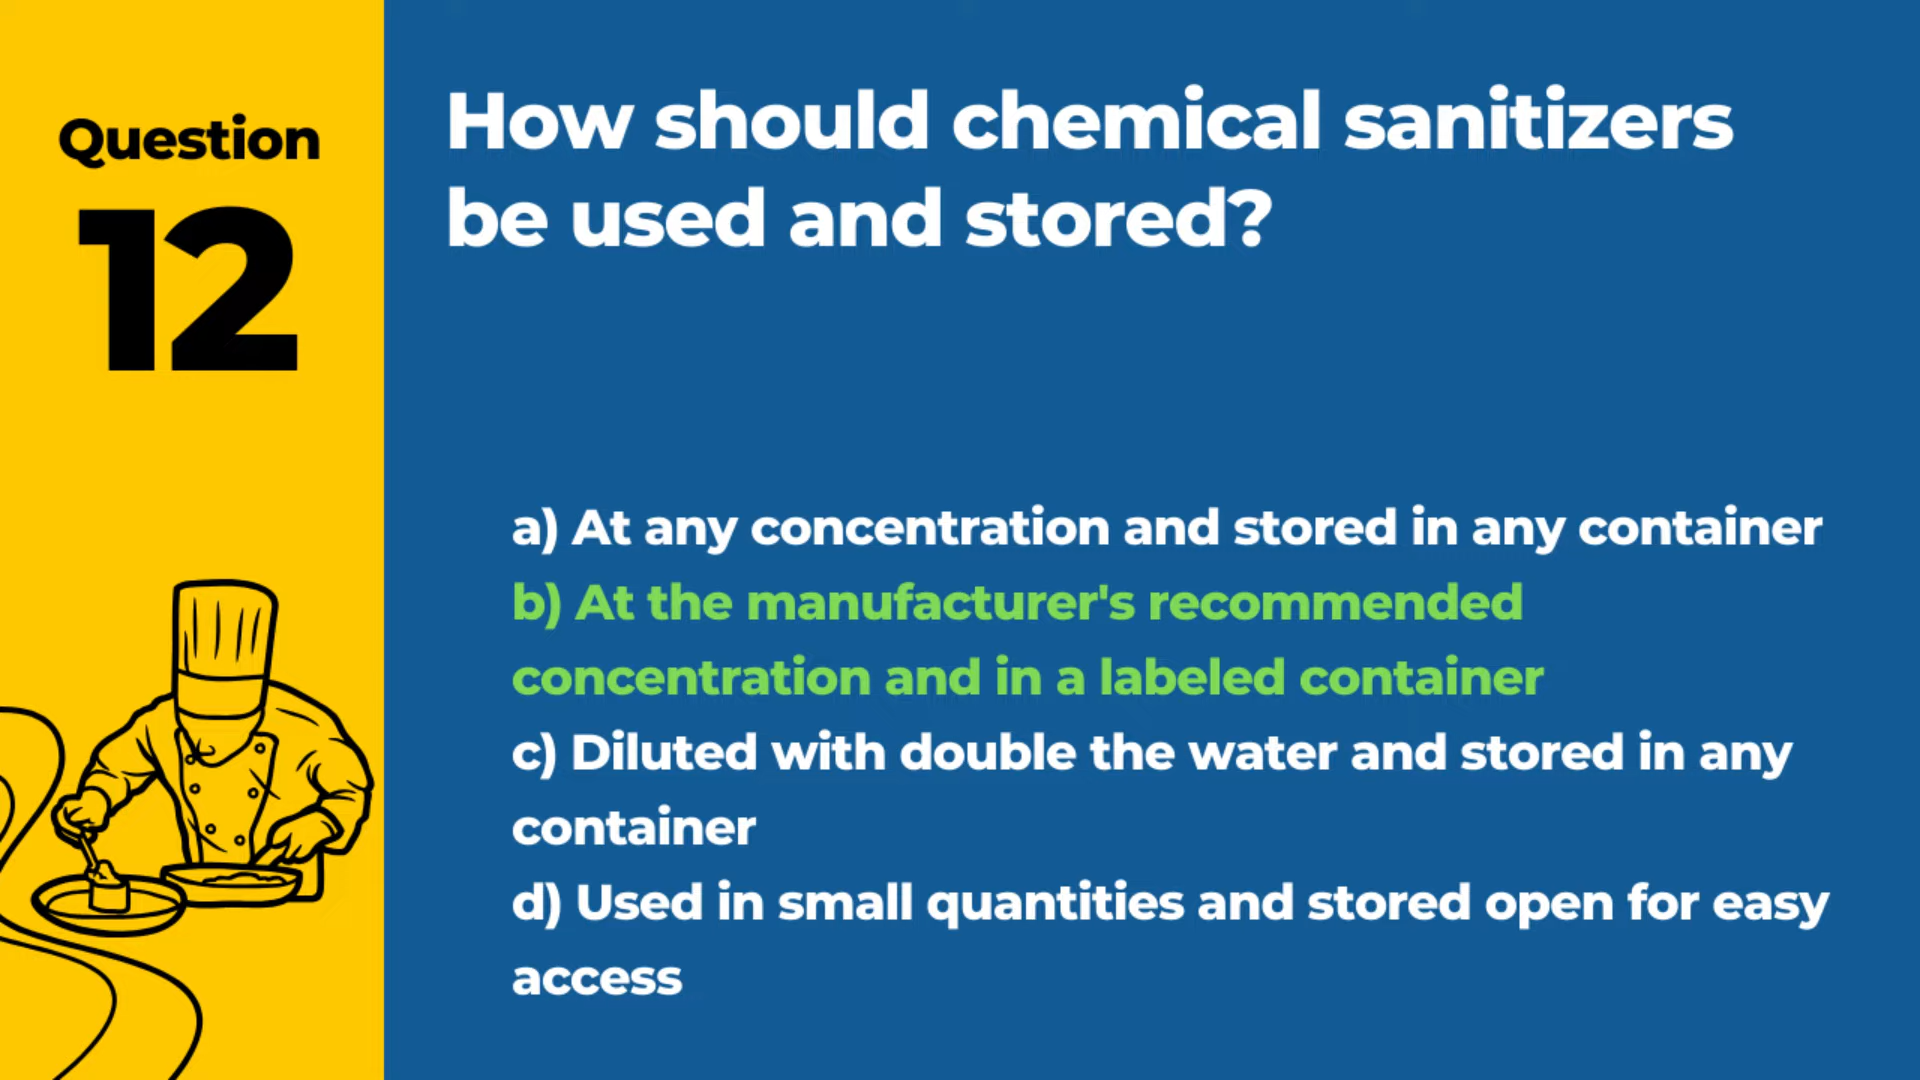 Question
12
How should chemical sanitizers
be used and stored?
a) At any concentration and stored in any container
b) At the manufacturer's recommended
concentration and in a labeled container
c) Diluted with double the water and stored in any
container
d) Used in small quantities and stored open for easy
access